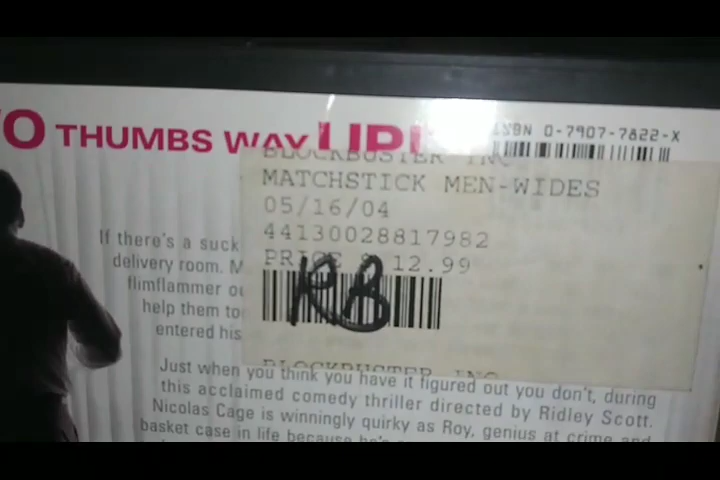 O THUMBS WAY UP!
ISBN 0-7907-7822-X
BLOCKBUSTER INC
MATCHSTICK MEN-WIDES
05/16/04
44130028817982
PRICE $ 12.99
RB
BLOCKBUSTER INC
If there's a suck
delivery room. M
flimflammer
help them to
entered his
Just when you think you have it figured out you don't, during
this acclaimed comedy thriller directed by Ridley Scott.
Nicolas Cage is winningly quirky as Roy, genius at crime and
basket case in life because he's